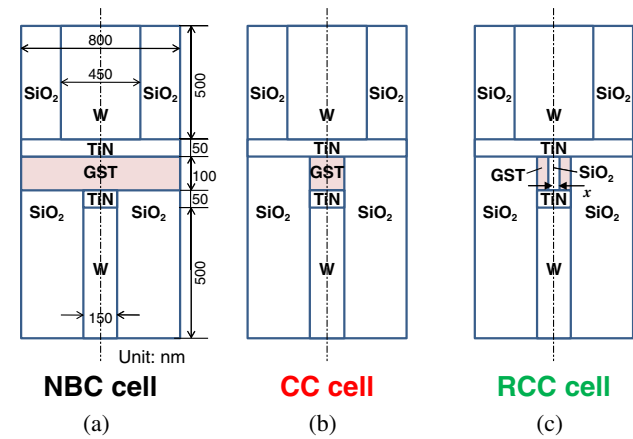 800
450
SiO2
SiO2
W
500
TiN
50
GST
100
TiN
50
SiO2
SiO2
W
500
150
Unit: nm
NBC cell
(a)
SiO2
SiO2
W
TiN
GST
TiN
SiO2
SiO2
W
CC cell
(b)
SiO2
SiO2
W
TiN
GST
SiO2
x
TiN
SiO2
SiO2
W
RCC cell
(c)